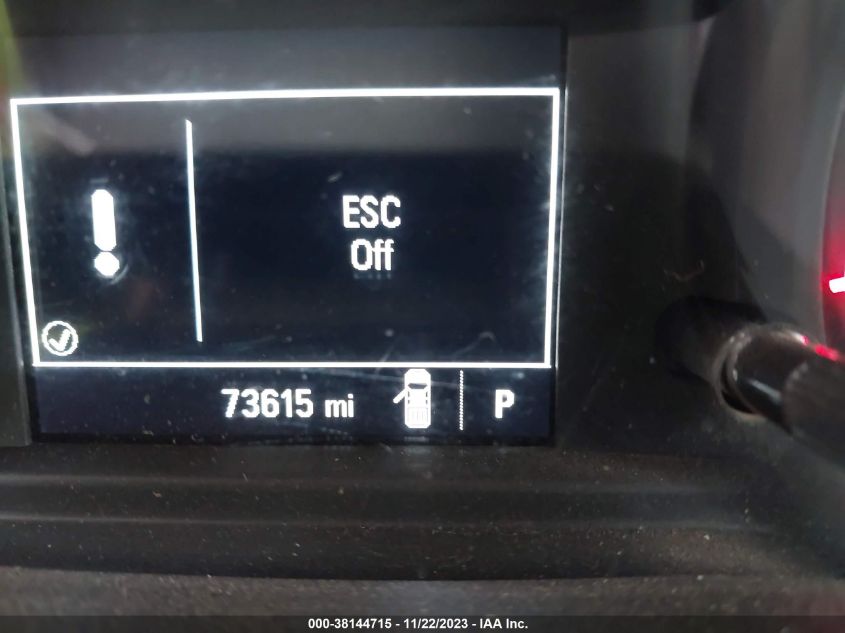 ESC
Off
73615 mi P
000-38144715 - 11/22/2023 - IAA Inc.